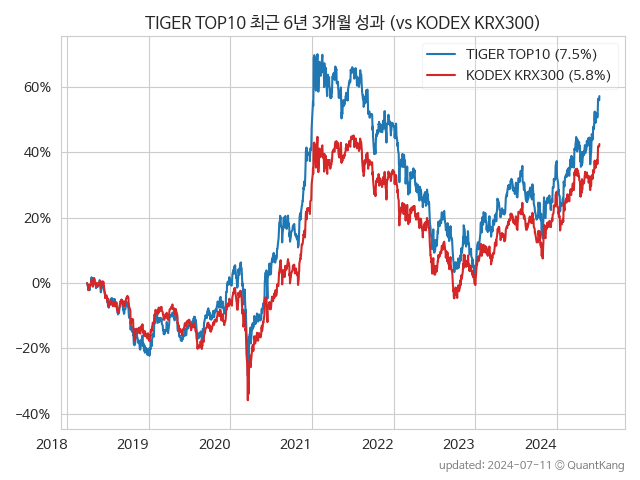 TIGER TOP10 최근 6년 3개월 성과 (vs KODEX KRX300)
TIGER TOP10 (7.5%)
KODEX KRX300 (5.8%)
60%
40%
20%
0%
−20%
−40%
2018 2019 2020 2021 2022 2023 2024
updated: 2024-07-11 © QuantKang